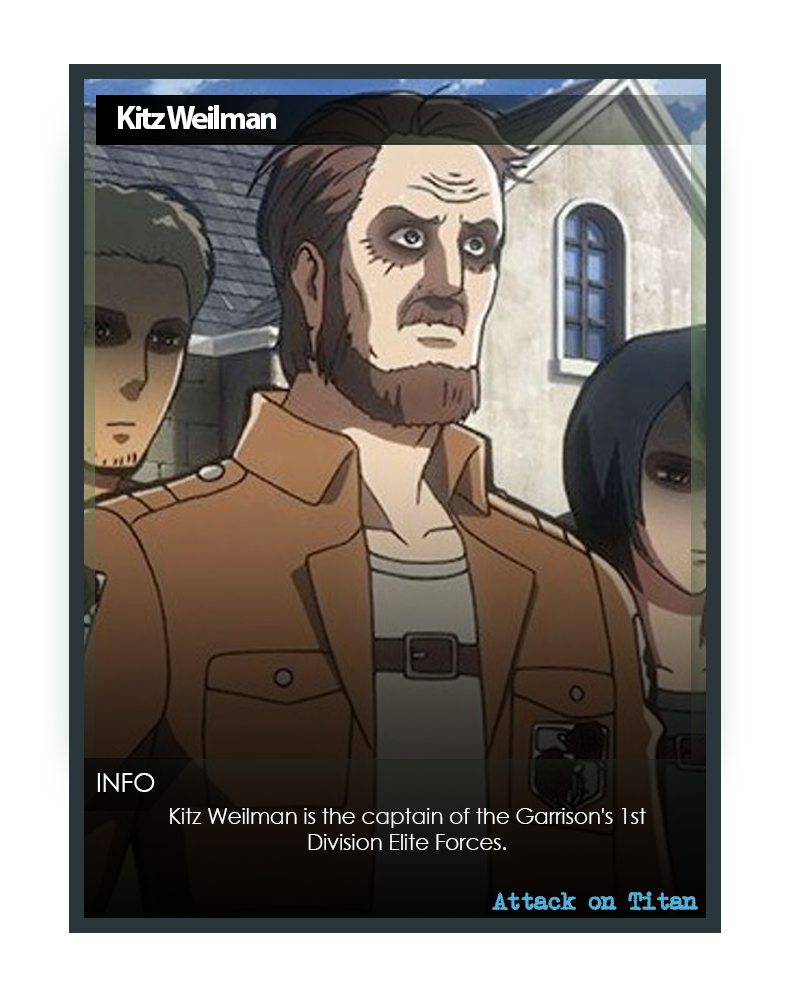 Kitz Weilman
INFO
Kitz Weilman is the captain of the Garrison's 1st
Division Elite Forces.
Attack on Titan